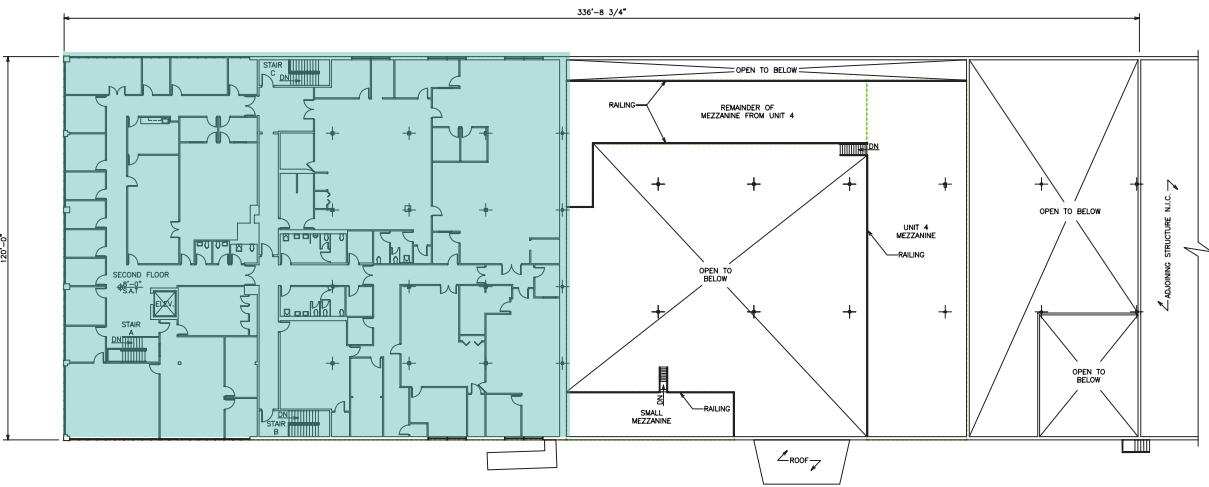 336'-8 3/4"
120'-0"
STAIR
C
DN
OPEN TO BELOW
RAILING
REMAINDER OF
MEZZANINE FROM UNIT 4
DN
UNIT 4
MEZZANINE
RAILING
OPEN TO BELOW
ADJOINING STRUCTURE N.I.C.
OPEN TO
BELOW
SECOND FLOOR
S.A.T
ELEV.
STAIR
A
DN
OPEN TO
BELOW
DN
STAIR
B
DN
RAILING
SMALL
MEZZANINE
ROOF